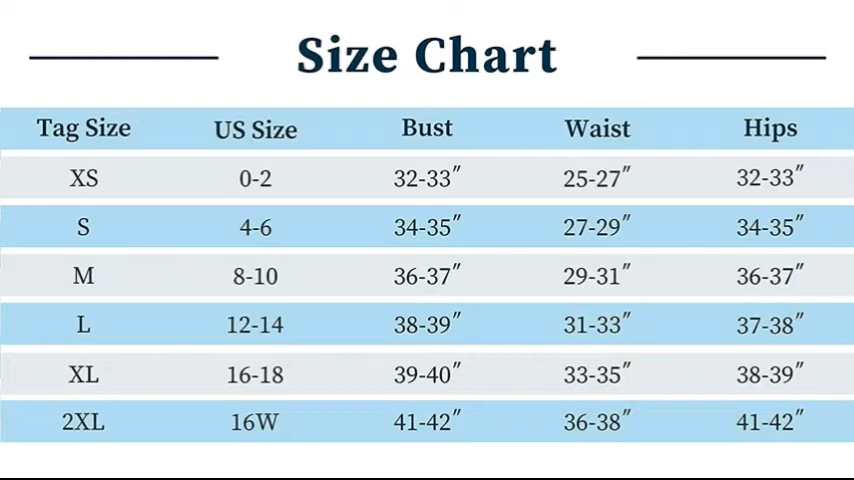 Size Chart
Tag Size US Size Bust Waist Hips
XS 0-2 32-33″ 25-27″ 32-33″
S 4-6 34-35″ 27-29″ 34-35″
M 8-10 36-37″ 29-31″ 36-37″
L 12-14 38-39″ 31-33″ 37-38″
XL 16-18 39-40″ 33-35″ 38-39″
2XL 16W 41-42″ 36-38″ 41-42″